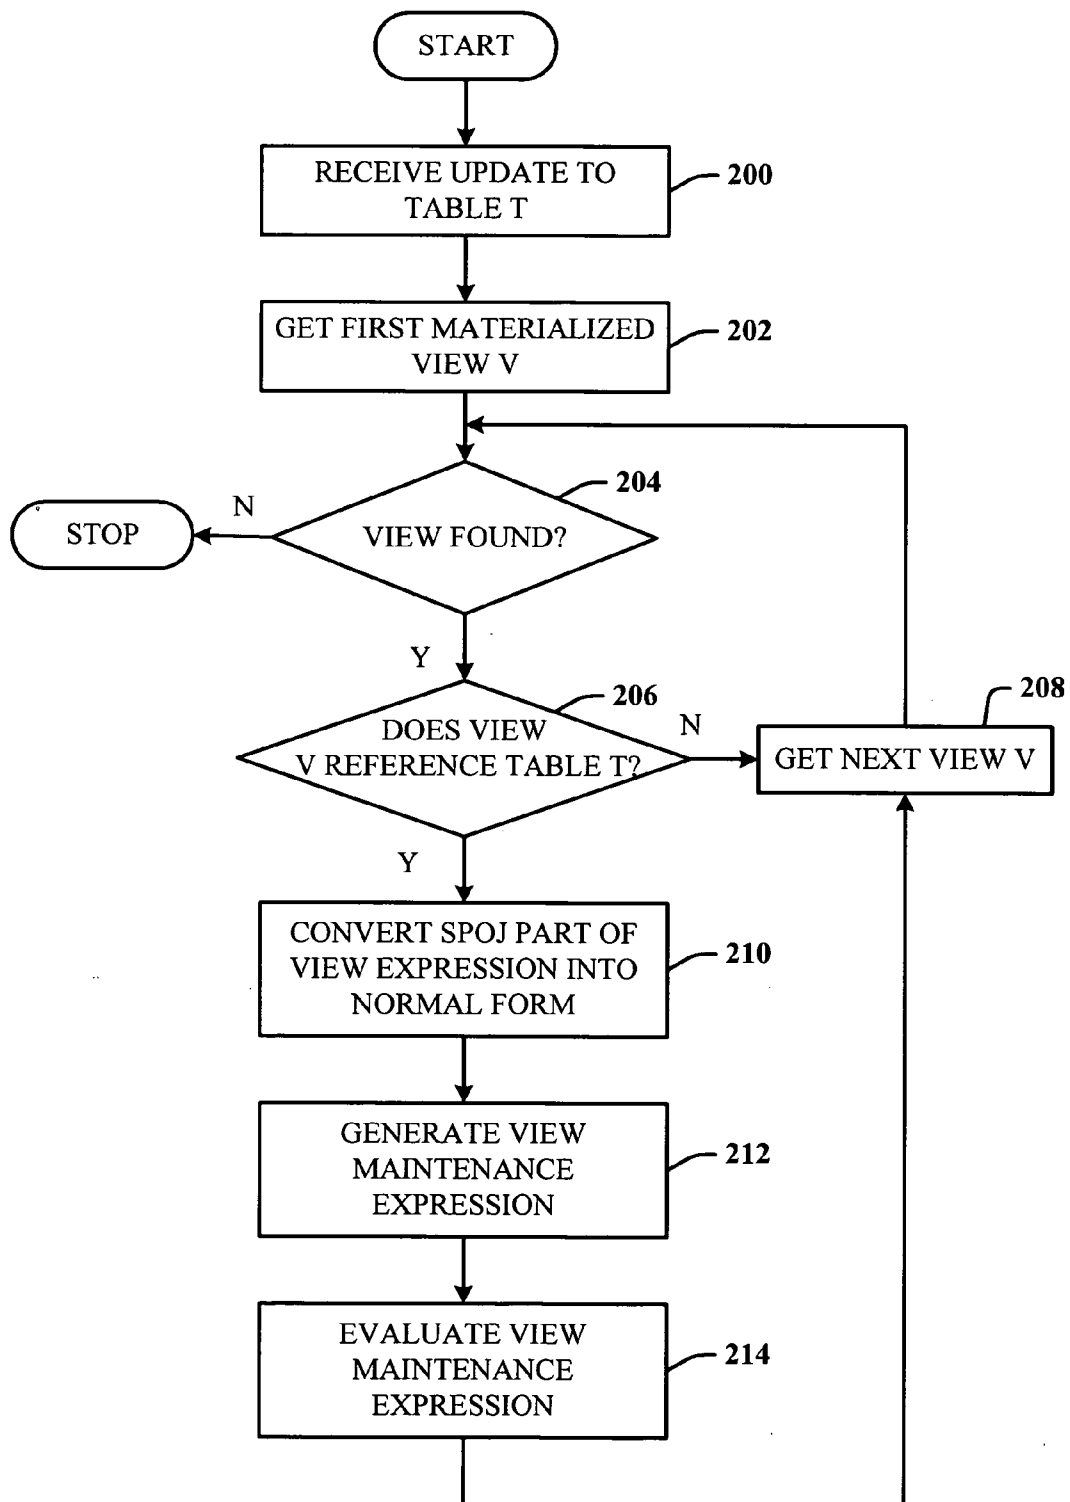 START
RECEIVE UPDATE TO
TABLE T
200
GET FIRST MATERIALIZED
VIEW V
202
204
N
STOP
VIEW FOUND?
Y
206
208
DOES VIEW
V REFERENCE TABLE T?
N
GET NEXT VIEW V
Y
CONVERT SPOJ PART OF
VIEW EXPRESSION INTO
NORMAL FORM
210
GENERATE VIEW
MAINTENANCE
EXPRESSION
212
EVALUATE VIEW
MAINTENANCE
EXPRESSION
214